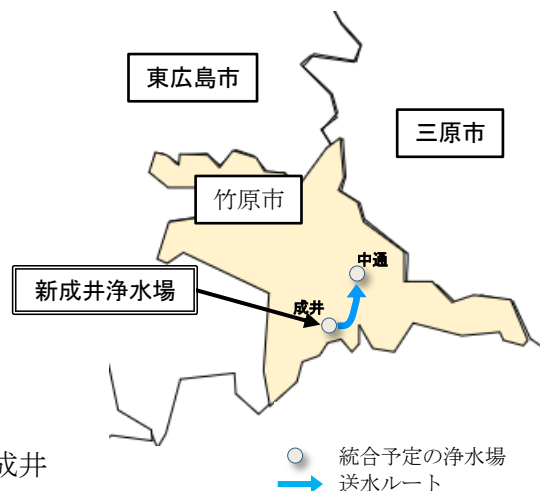 東広島市
三原市
竹原市
中通
新成井浄水場
成井
成井
統合予定の浄水場
送水ルート